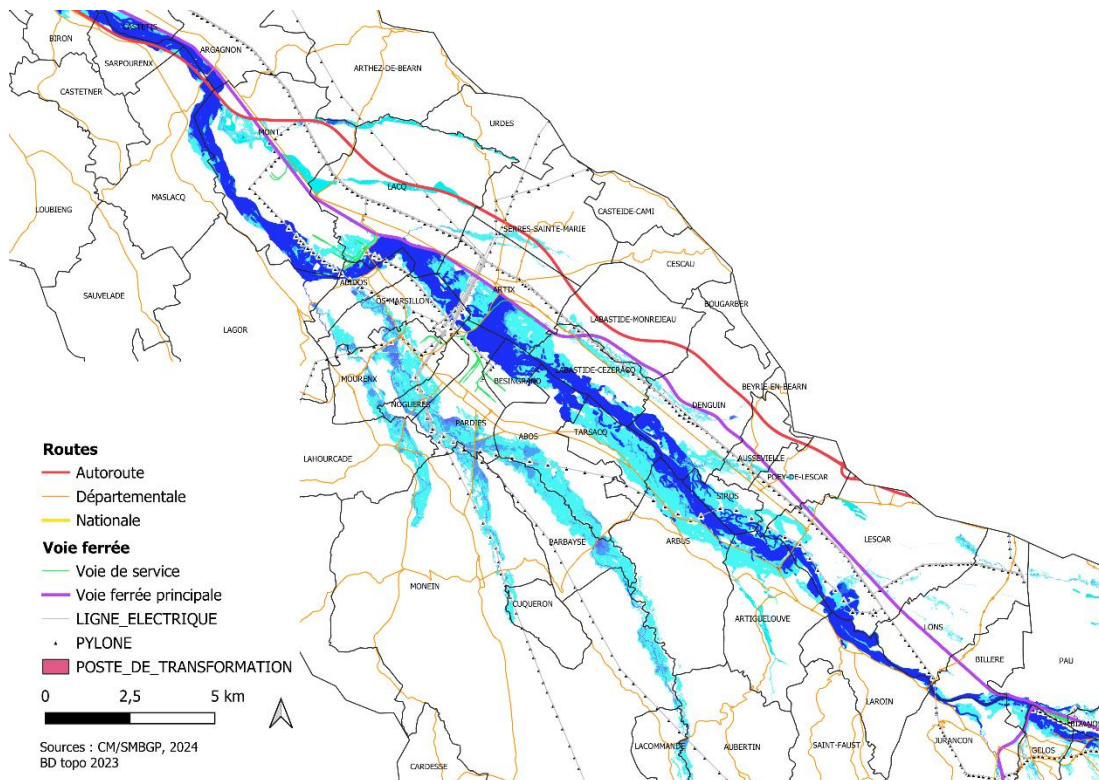 CASTETIS
BIRON
ARGAGNON
SARPOURENX
ARTHEZ-DE-BEARN
CASTETNER
URDES
MONT
LACQ
MASLACQ
LOUBIENG
CASTEIDE-CAMI
SERRES-SAINTE-MARIE
CESCAU
SAUVELADE
ABIDOS
ARTIX
OS-MARSILLON
BOUGARBER
LAGOR
LABASTIDE-MONREJEAU
LABASTIDE-CEZERACQ
MOURENX
BESINGRAND
BEYRIE-EN-BEARN
NOGUERES
DENGUIN
PARDIES
ABOS
TARSACQ
LAHOURCADE
AUSSEVIELLE
POEY-DE-LESCAR
SIROS
LESCAR
PARBAYSE
ARBUS
MONEIN
CUQUERON
ARTIGUELOUVE
LONS
BILLERE
PAU
LAROIN
BIZANOS
JURANCON
GELOS
LACOMMANDE
AUBERTIN
SAINT-FAUST
CARDESSE
Routes
Autoroute
Départementale
Nationale
Voie ferrée
Voie de service
Voie ferrée principale
LIGNE_ELECTRIQUE
PYLONE
POSTE_DE_TRANSFORMATION
0 2,5 5 km
Sources : CM/SMBGP, 2024
BD topo 2023